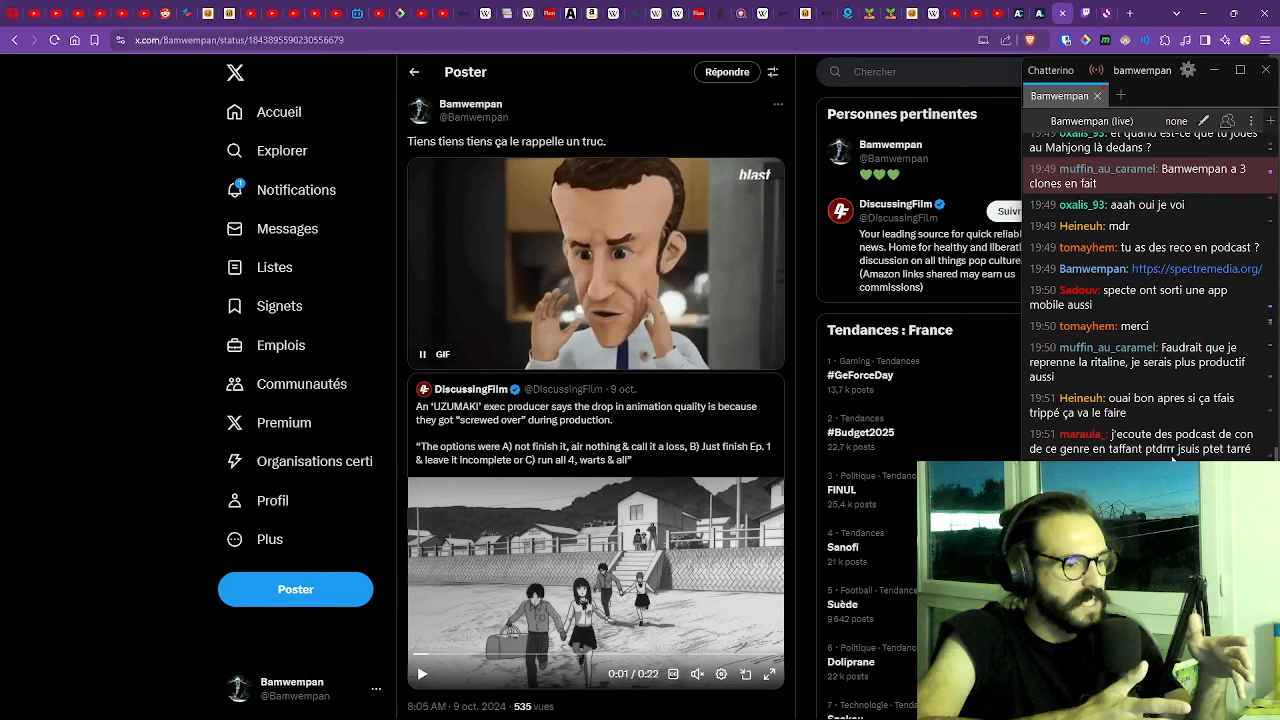 x.com/Bamwempan/status/1843895590230556679
Accueil
Explorer
1
Notifications
Messages
Listes
Signets
Emplois
Communautés
Premium
Organisations certi
Profil
Plus
Poster
Bamwempan
@Bamwempan
Poster
Répondre
Bamwempan
@Bamwempan
Tiens tiens tiens ça le rappelle un truc.
blast
GIF
DiscussingFilm @DiscussingFilm · 9 oct.
An ‘UZUMAKI’ exec producer says the drop in animation quality is because
they got “screwed over” during production.
“The options were A) not finish it, air nothing & call it a loss, B) Just finish Ep. 1
& leave it incomplete or C) run all 4, warts & all”
0:01 / 0:22
8:05 AM · 9 oct. 2024 · 535 vues
Chercher
Personnes pertinentes
Bamwempan
@Bamwempan
💚💚💚
DiscussingFilm
@DiscussingFilm
Suivr
Your leading source for quick reliabl
news. Home for healthy and liberati
discussion on all things pop culture.
(Amazon links shared may earn us
commissions)
Tendances : France
1 · Gaming · Tendances
#GeForceDay
13,7 k posts
2 · Tendances
#Budget2025
22,7 k posts
3 · Politique · Tendances
FINUL
25,4 k posts
4 · Tendances
Sanofi
21 k posts
5 · Football · Tendances
Suède
9 642 posts
6 · Politique · Tendances
Doliprane
22 k posts
7 · Technologie · Tendances
Chatterino
bamwempan
Bamwempan
Bamwempan (live)
none
oxalis_93: et quand est-ce que tu joues
au Mahjong là dedans ?
19:49 muffin_au_caramel: Bamwempan a 3
clones en fait
19:49 oxalis_93: aaah oui je voi
19:49 Heineuh: mdr
19:49 tomayhem: tu as des reco en podcast ?
19:49 Bamwempan: https://spectremedia.org/
19:50 Sadouv: specte ont sorti une app
mobile aussi
19:50 tomayhem: merci
19:50 muffin_au_caramel: Faudrait que je
reprenne la ritaline, je serais plus productif
aussi
19:51 Heineuh: ouai bon apres si ça fais
trippé ça va le faire
19:51 maraula_: j'ecoute des podcast de con
de ce genre en taffant ptdrrr jsuis ptet tarré